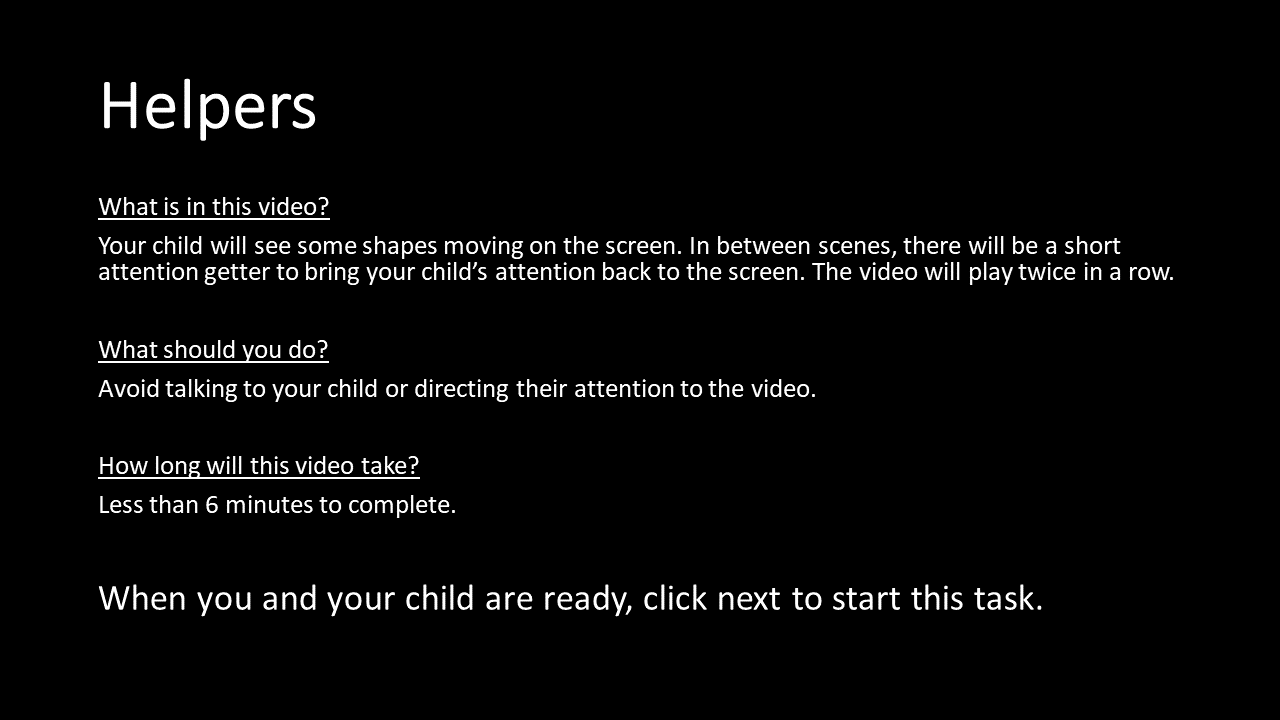 Helpers
What is in this video?
Your child will see some shapes moving on the screen. In between scenes, there will be a short
attention getter to bring your child’s attention back to the screen. The video will play twice in a row.
What should you do?
Avoid talking to your child or directing their attention to the video.
How long will this video take?
Less than 6 minutes to complete.
When you and your child are ready, click next to start this task.